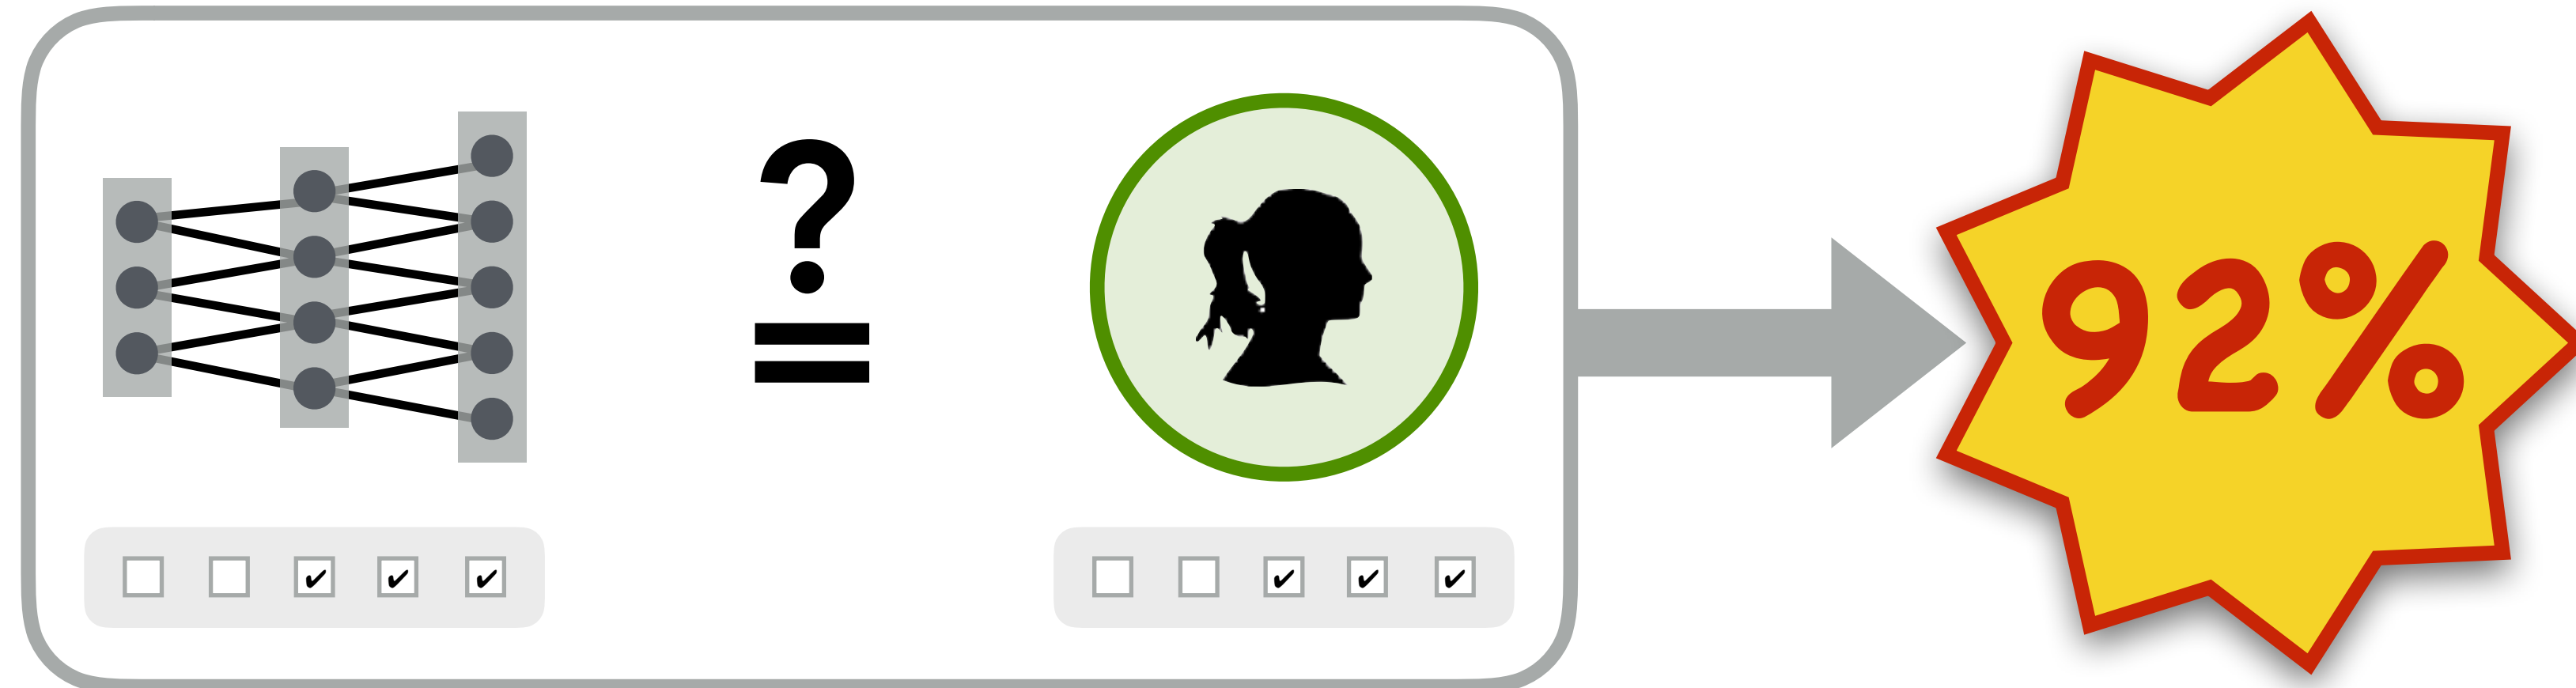 ?
=
92%